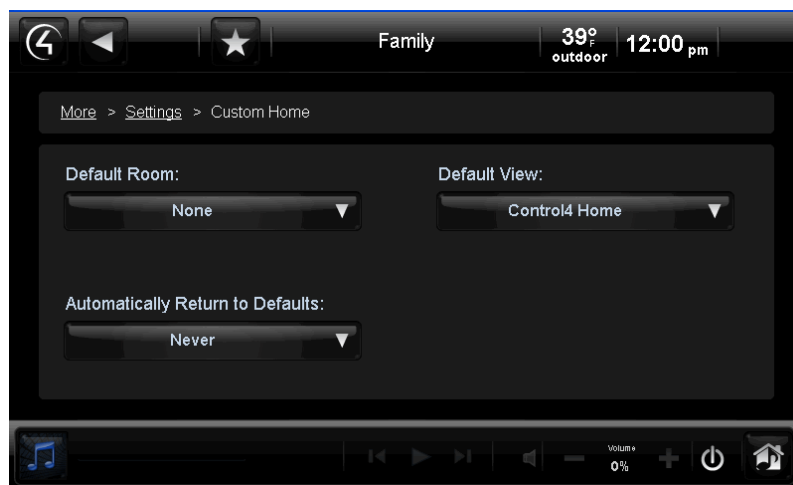 Family
39°F
outdoor
12:00 pm
More > Settings > Custom Home
Default Room:
Default View:
None
Control4 Home
Automatically Return to Defaults:
Never
Volume
0%